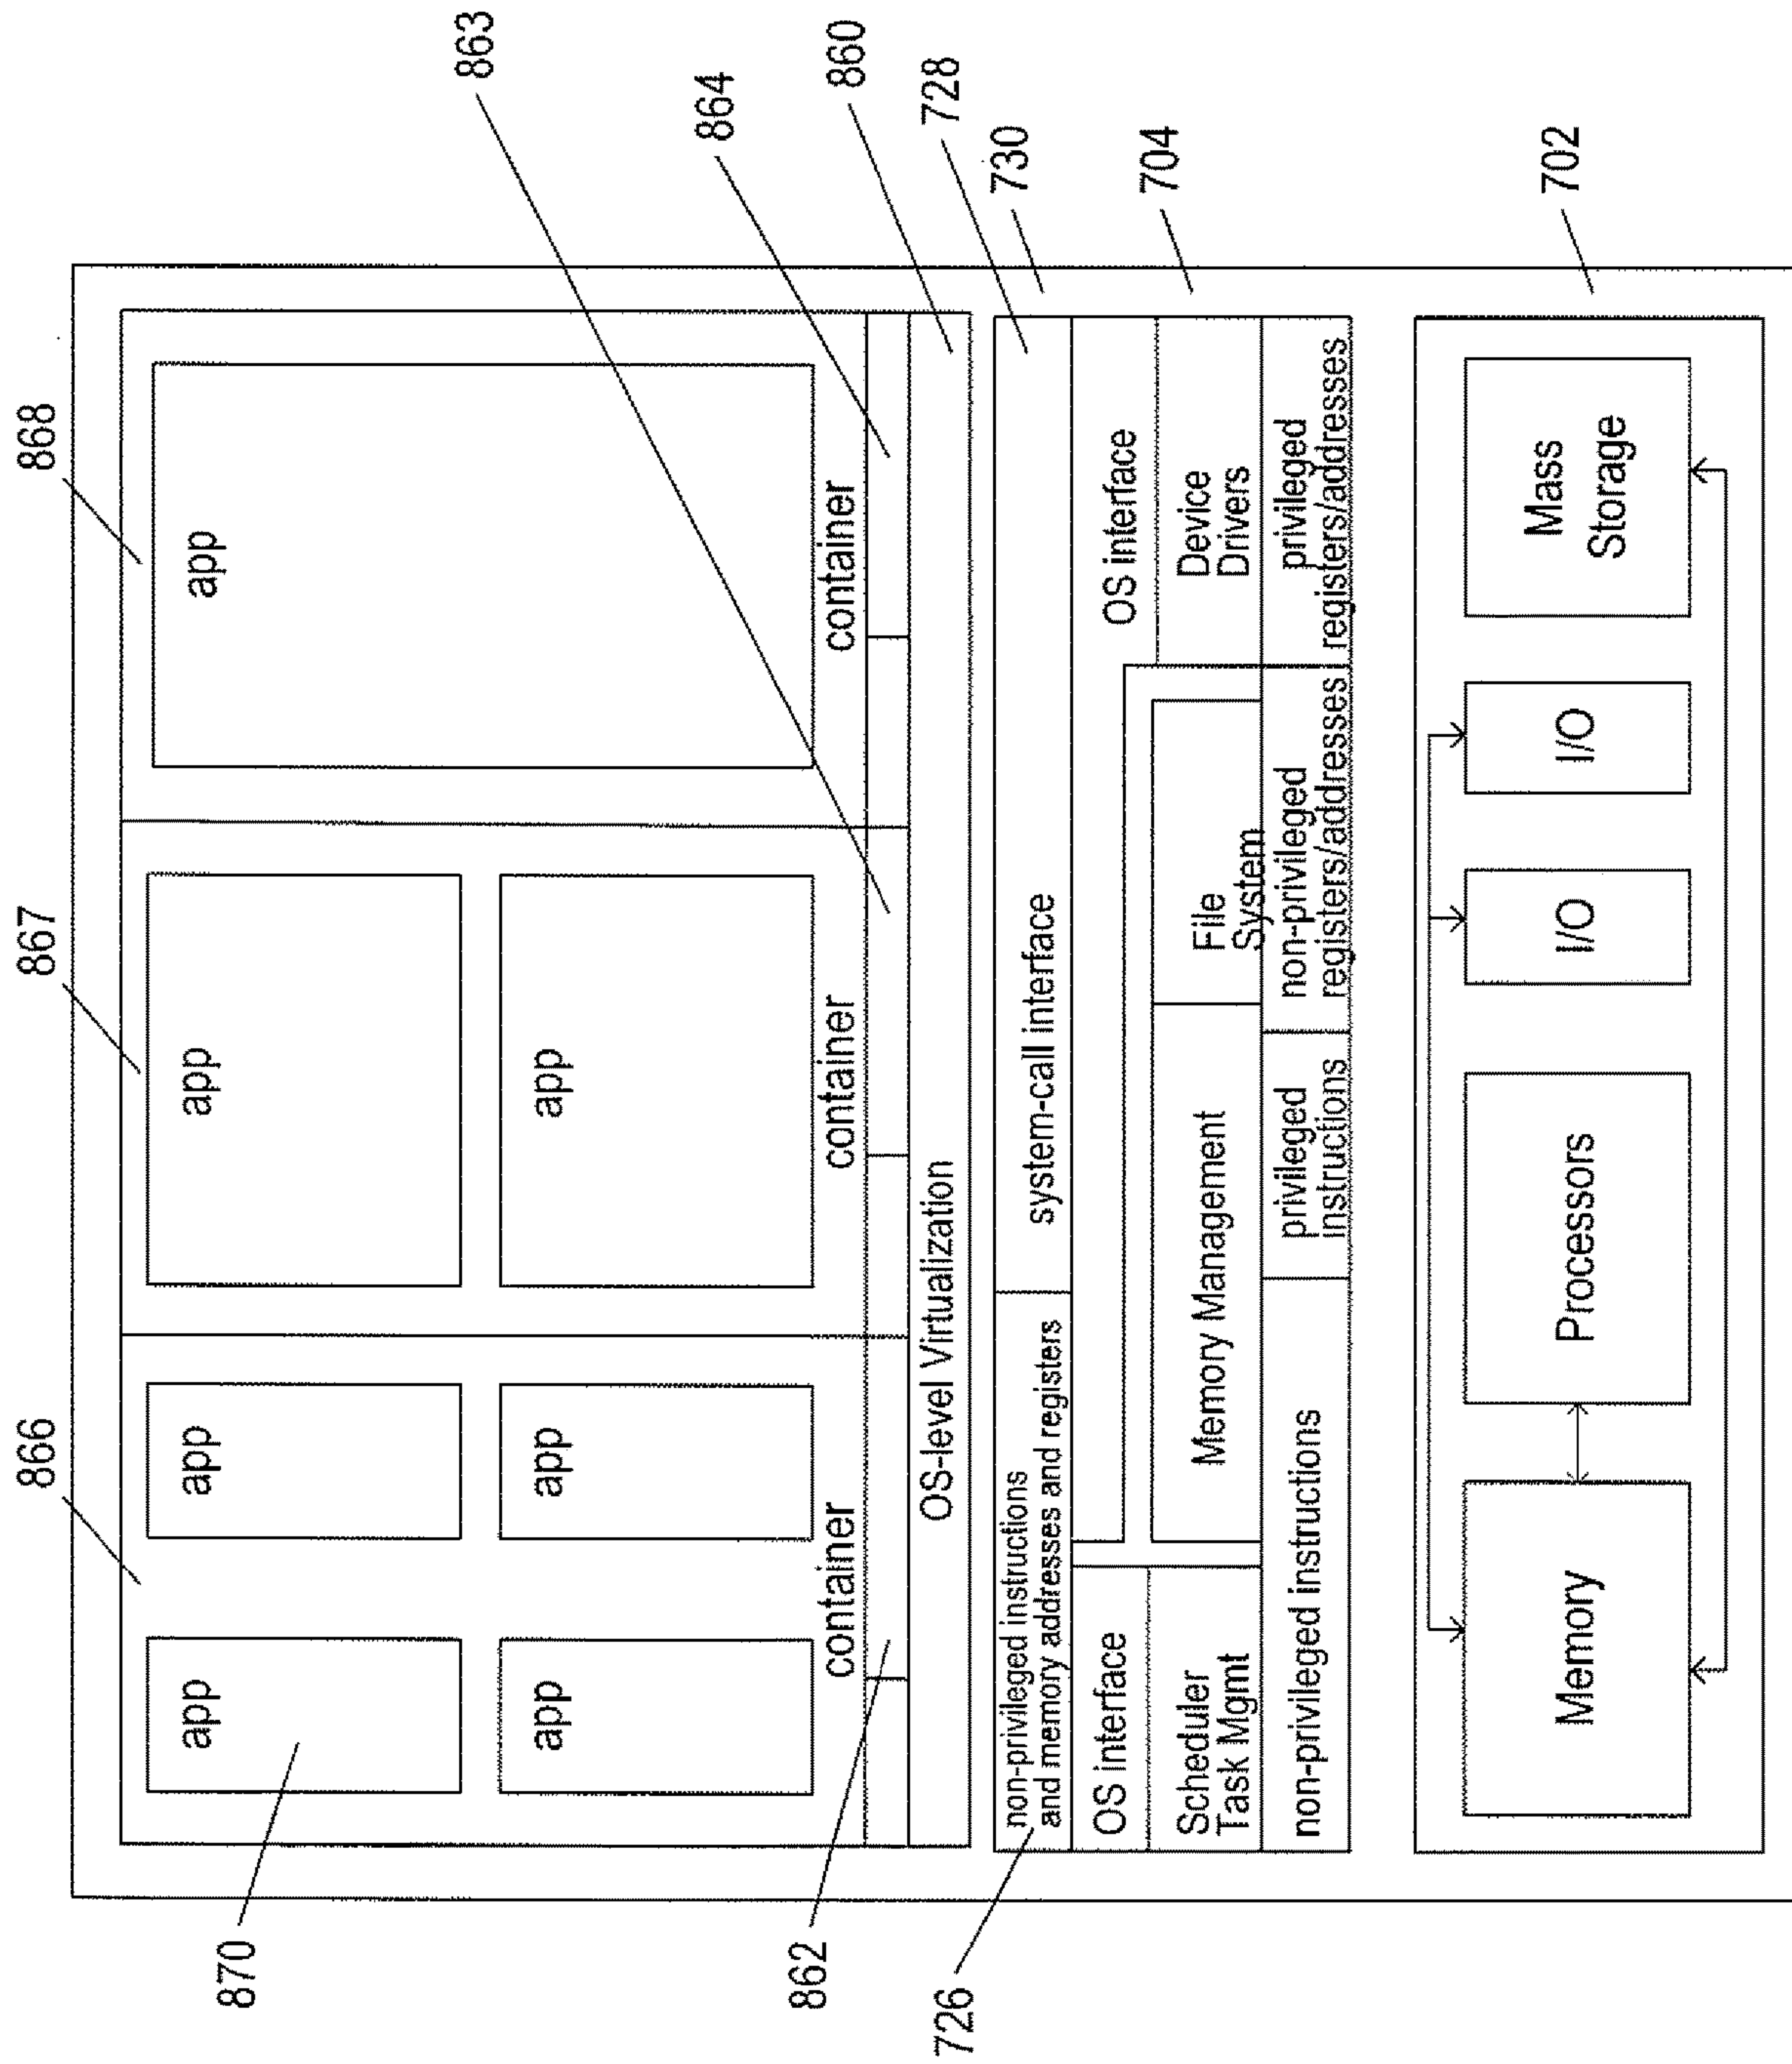 866
867
868
app
app
app
app
870
863
app
app
app
864
862
container
container
container
860
OS-level Virtualization
728
726
non-privileged instructions
and memory addresses and registers
system-call interface
730
OS interface
OS interface
704
Scheduler
Task Mgmt
Memory Management
File
System
Device
Drivers
non-privileged instructions
privileged
instructions
non-privileged
registers/addresses
privileged
registers/addresses
702
Memory
Processors
I/O
I/O
Mass
Storage